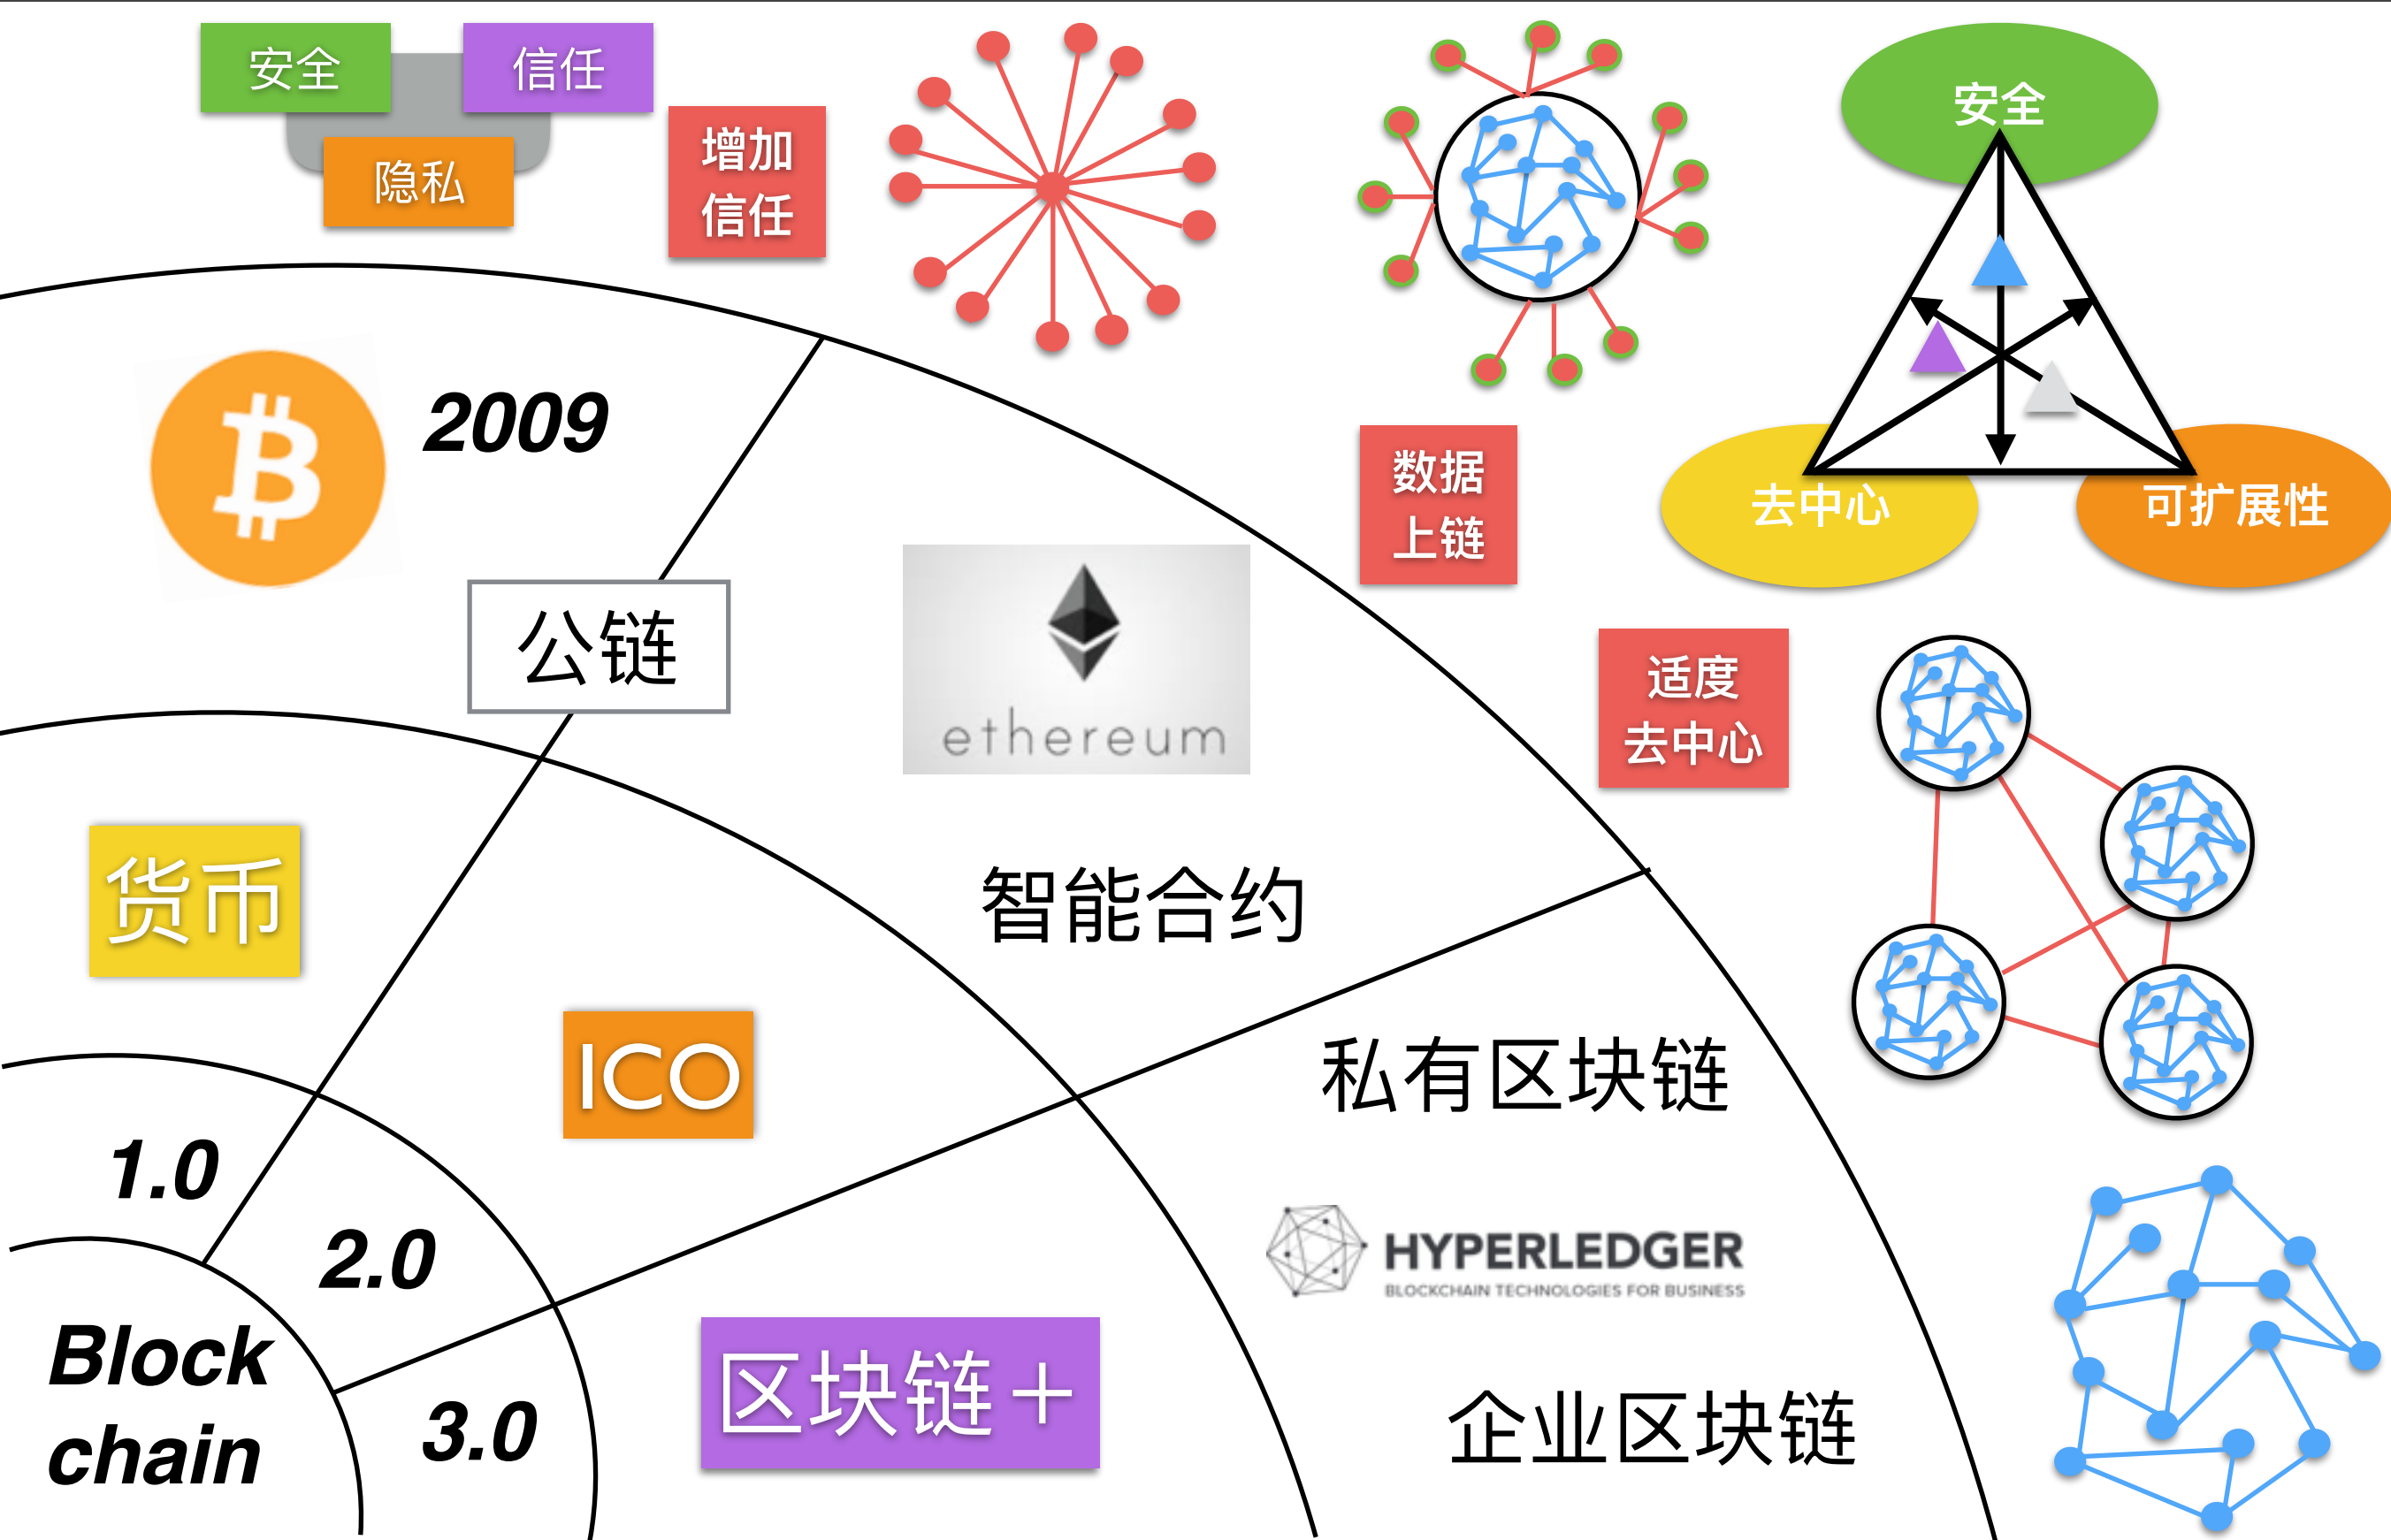 安全
信任
隐私
增加
信任
安全
去中心
可扩展性
数据
上链
适度
去中心
2009
公链
ethereum
智能合约
货币
ICO
私有区块链
HYPERLEDGER
BLOCKCHAIN TECHNOLOGIES FOR BUSINESS
企业区块链
区块链+
1.0
2.0
3.0
Block
chain